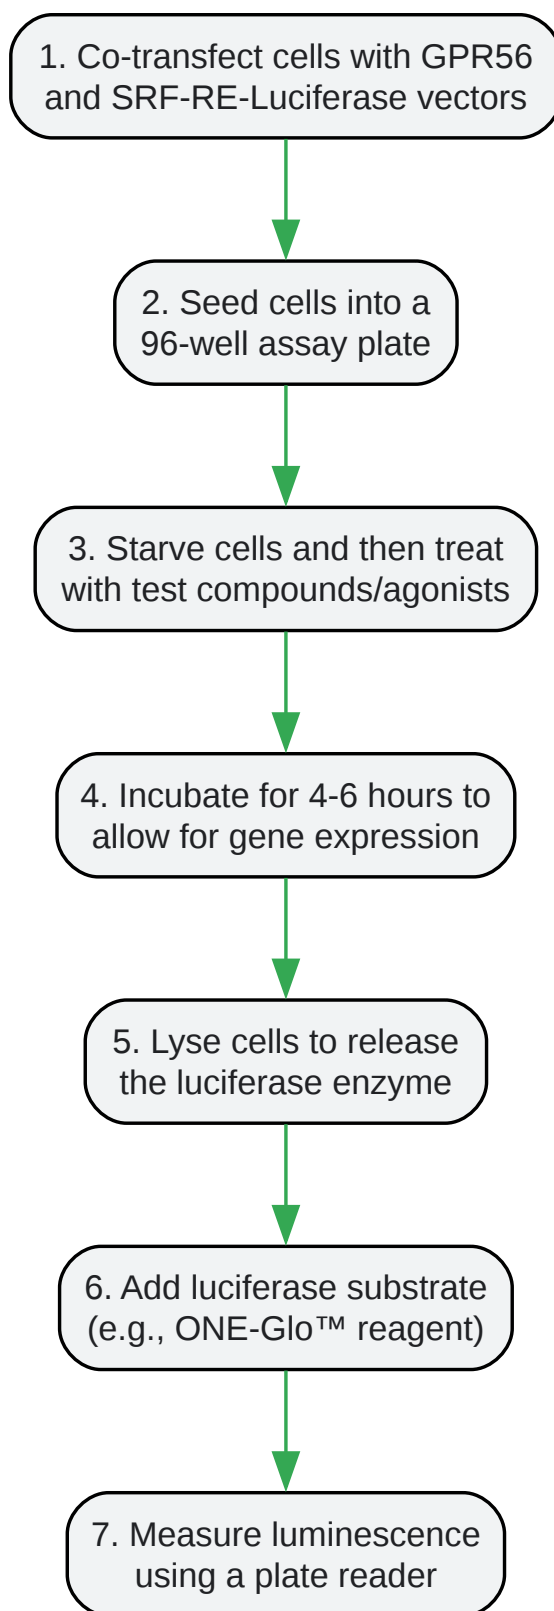 1. Co-transfect cells with GPR56
and SRF-RE-Luciferase vectors
2. Seed cells into a
96-well assay plate
3. Starve cells and then treat
with test compounds/agonists
4. Incubate for 4-6 hours to
allow for gene expression
5. Lyse cells to release
the luciferase enzyme
6. Add luciferase substrate
(e.g., ONE-Glo™ reagent)
7. Measure luminescence
using a plate reader